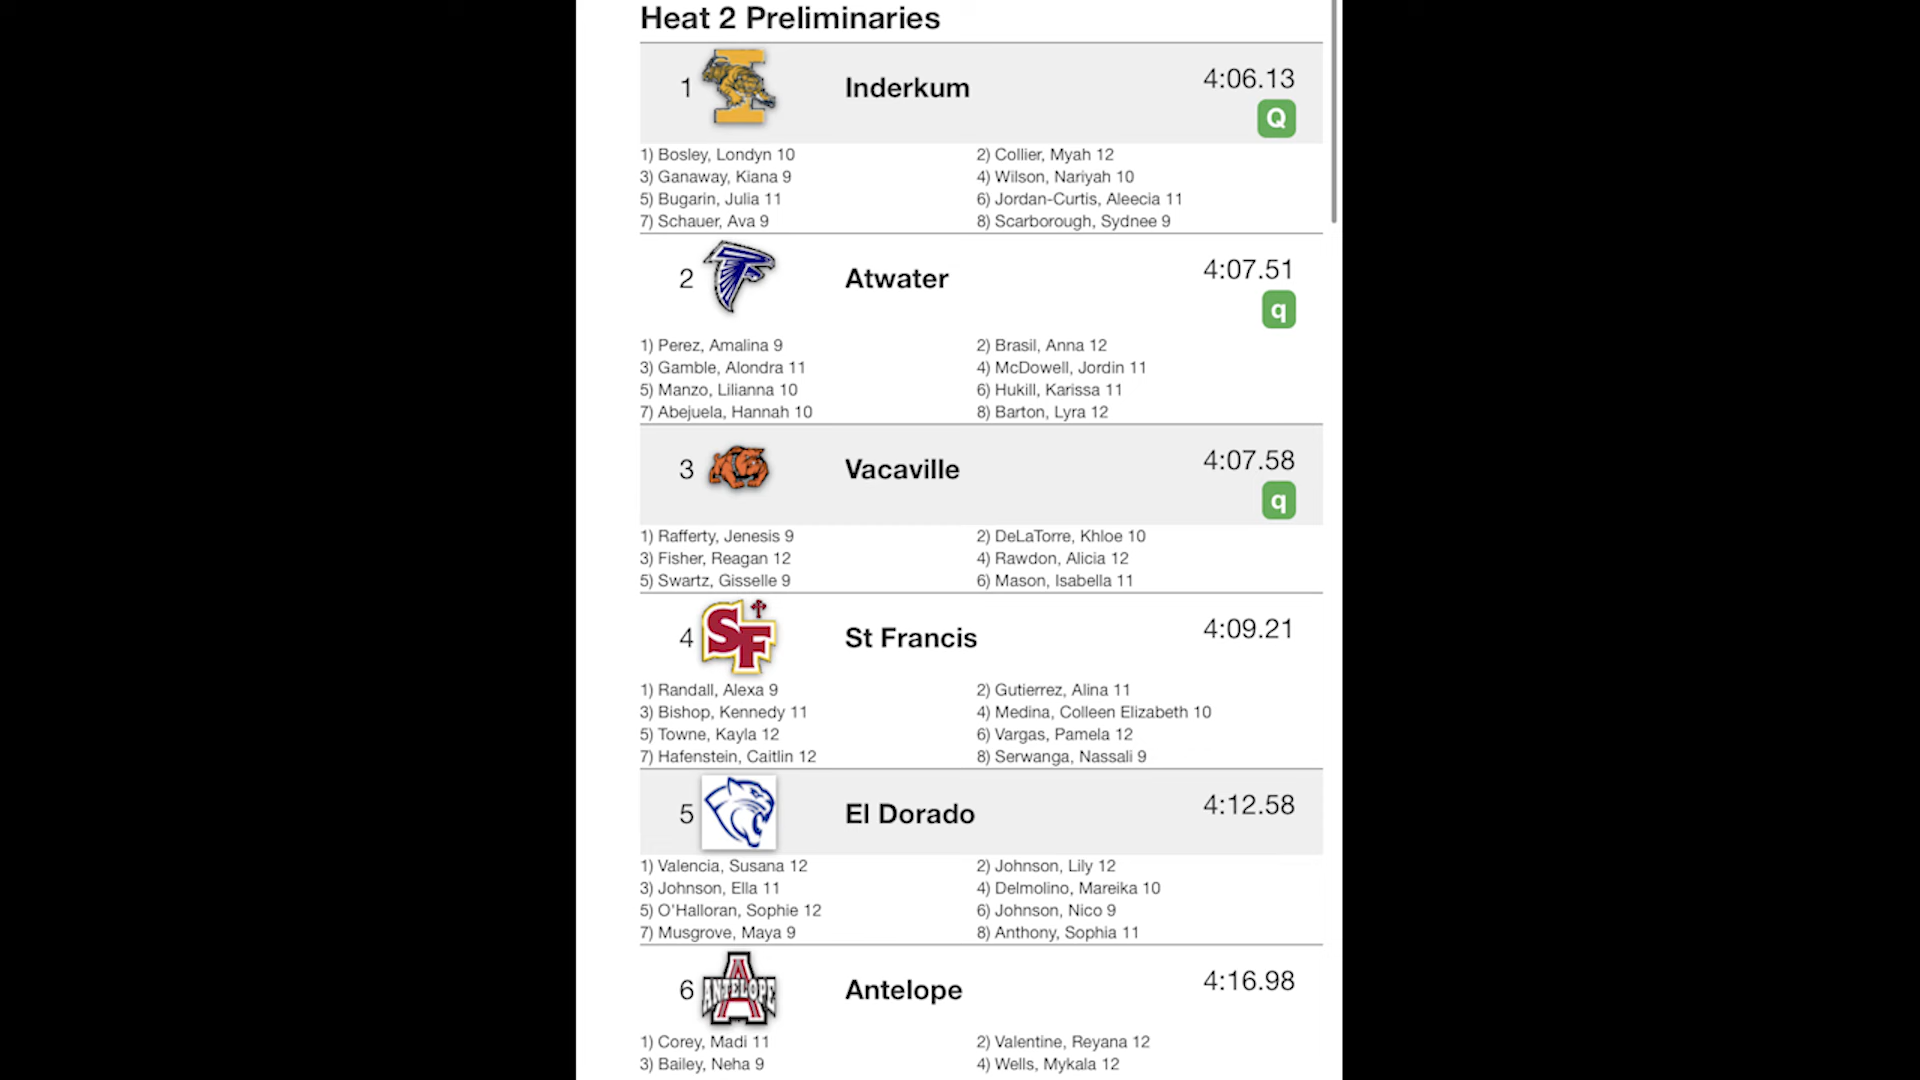 Heat 2 Preliminaries
1 Inderkum 4:06.13
Q
1) Bosley, Londyn 10 2) Collier, Myah 12
3) Ganaway, Kiana 9 4) Wilson, Nariyah 10
5) Bugarin, Julia 11 6) Jordan-Curtis, Aleecia 11
7) Schauer, Ava 9 8) Scarborough, Sydnee 9
2 Atwater 4:07.51
q
1) Perez, Amalina 9 2) Brasil, Anna 12
3) Gamble, Alondra 11 4) McDowell, Jordin 11
5) Manzo, Lilianna 10 6) Hukill, Karissa 11
7) Abejuela, Hannah 10 8) Barton, Lyra 12
3 Vacaville 4:07.58
q
1) Rafferty, Jenesis 9 2) DeLaTorre, Khloe 10
3) Fisher, Reagan 12 4) Rawdon, Alicia 12
5) Swartz, Gisselle 9 6) Mason, Isabella 11
4 SF St Francis 4:09.21
1) Randall, Alexa 9 2) Gutierrez, Alina 11
3) Bishop, Kennedy 11 4) Medina, Colleen Elizabeth 10
5) Towne, Kayla 12 6) Vargas, Pamela 12
7) Hafenstein, Caitlin 12 8) Serwanga, Nassali 9
5 El Dorado 4:12.58
1) Valencia, Susana 12 2) Johnson, Lily 12
3) Johnson, Ella 11 4) Delmolino, Mareika 10
5) O'Halloran, Sophie 12 6) Johnson, Nico 9
7) Musgrove, Maya 9 8) Anthony, Sophia 11
6 A ANTELOPE Antelope 4:16.98
1) Corey, Madi 11 2) Valentine, Reyana 12
3) Bailey, Neha 9 4) Wells, Mykala 12